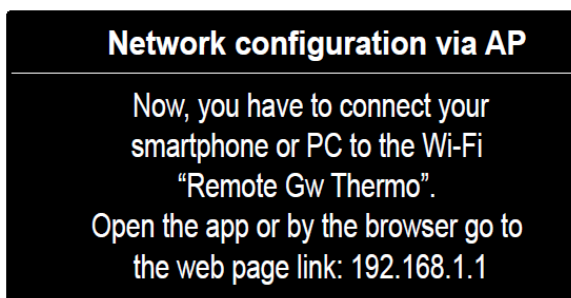 Network configuration via AP
Now, you have to connect your
smartphone or PC to the Wi-Fi
“Remote Gw Thermo”.
Open the app or by the browser go to
the web page link: 192.168.1.1